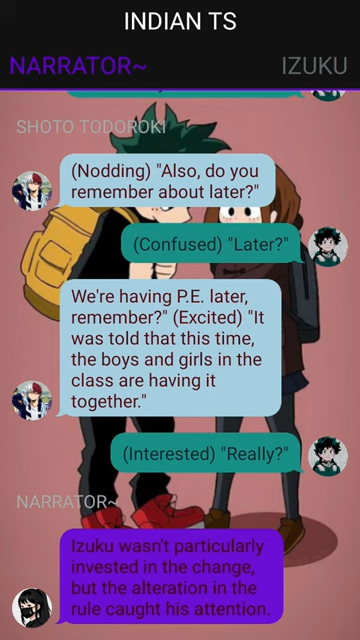 INDIAN TS
NARRATOR~ IZUKU
SHOTO TODOROKI
(Nodding) "Also, do you
remember about later?"
(Confused) "Later?"
We're having P.E. later,
remember?" (Excited) "It
was told that this time,
the boys and girls in the
class are having it
together."
(Interested) "Really?"
NARRATOR~
Izuku wasn't particularly
invested in the change,
but the alteration in the
rule caught his attention.